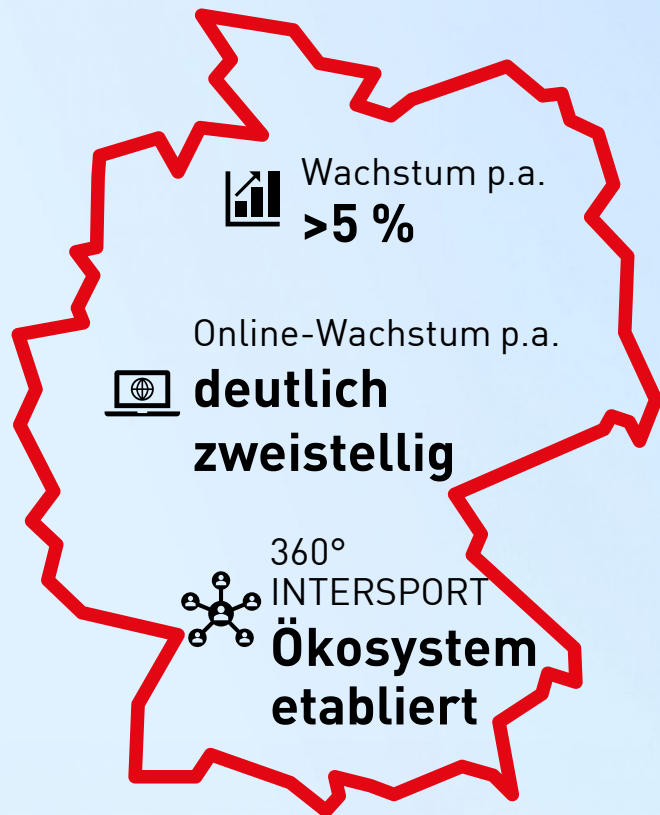 Wachstum p.a.
>5 %
Online-Wachstum p.a.
deutlich
zweistellig
360°
INTERSPORT
Ökosystem
etabliert